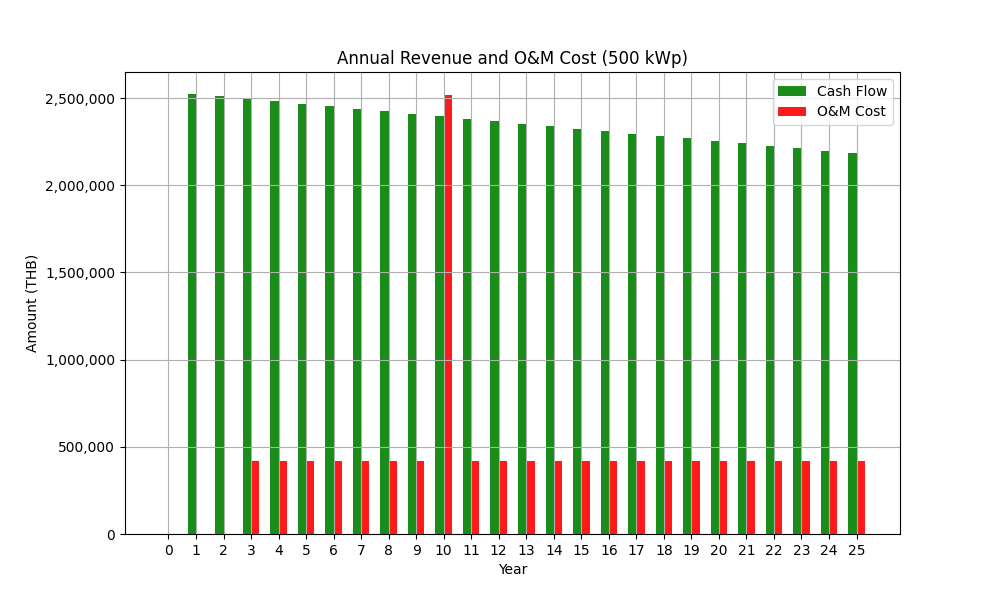 Annual Revenue and O&M Cost (500 kWp)
Cash Flow
O&M Cost
2,500,000
2,000,000
1,500,000
1,000,000
500,000
0
Amount (THB)
0 1 2 3 4 5 6 7 8 9 10 11 12 13 14 15 16 17 18 19 20 21 22 23 24 25
Year